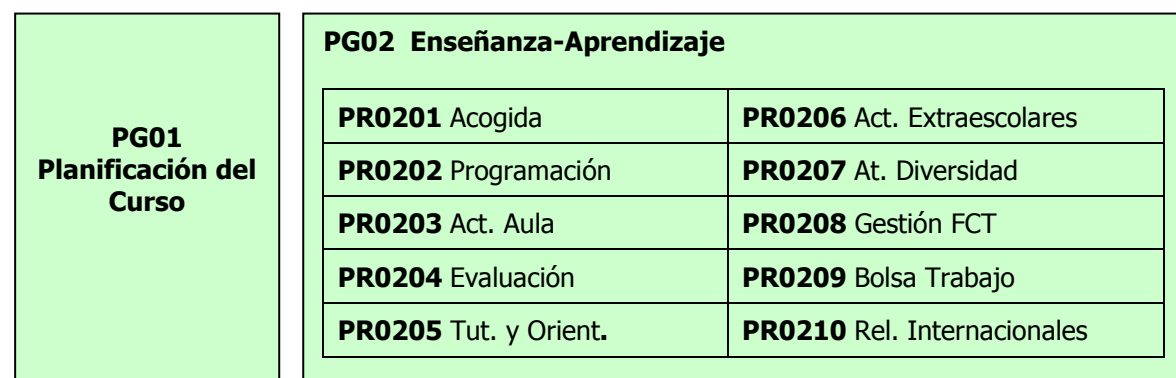 PG01
Planificación del
Curso
PG02 Enseñanza-Aprendizaje
PR0201 Acogida
PR0206 Act. Extraescolares
PR0202 Programación
PR0207 At. Diversidad
PR0203 Act. Aula
PR0208 Gestión FCT
PR0204 Evaluación
PR0209 Bolsa Trabajo
PR0205 Tut. y Orient.
PR0210 Rel. Internacionales